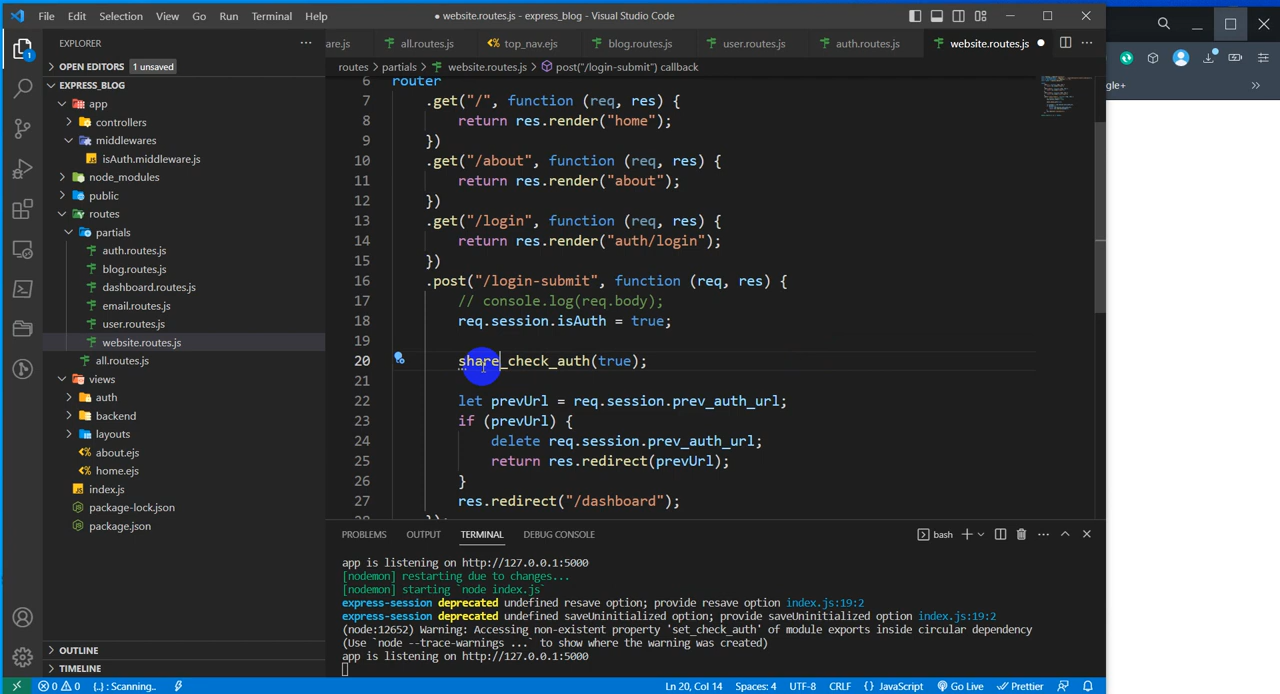 File Edit Selection View Go Run Terminal Help
● website.routes.js - express_blog - Visual Studio Code
EXPLORER
are.js all.routes.js top_nav.ejs blog.routes.js user.routes.js auth.routes.js website.routes.js
OPEN EDITORS 1 unsaved
routes > partials > website.routes.js > post("/login-submit") callback
EXPRESS_BLOG
app
controllers
middlewares
isAuth.middleware.js
node_modules
public
routes
partials
auth.routes.js
blog.routes.js
dashboard.routes.js
email.routes.js
user.routes.js
website.routes.js
all.routes.js
views
auth
backend
layouts
about.ejs
home.ejs
index.js
package-lock.json
package.json
OUTLINE
TIMELINE
6 router
7 .get("/", function (req, res) {
8 return res.render("home");
9 })
10 .get("/about", function (req, res) {
11 return res.render("about");
12 })
13 .get("/login", function (req, res) {
14 return res.render("auth/login");
15 })
16 .post("/login-submit", function (req, res) {
17 // console.log(req.body);
18 req.session.isAuth = true;
19
20 share_check_auth(true);
21
22 let prevUrl = req.session.prev_auth_url;
23 if (prevUrl) {
24 delete req.session.prev_auth_url;
25 return res.redirect(prevUrl);
26 }
27 res.redirect("/dashboard");
gle+
1
PROBLEMS OUTPUT TERMINAL DEBUG CONSOLE
bash
app is listening on http://127.0.0.1:5000
[nodemon] restarting due to changes...
[nodemon] starting `node index.js`
express-session deprecated undefined resave option; provide resave option index.js:19:2
express-session deprecated undefined saveUninitialized option; provide saveUninitialized option index.js:19:2
(node:12652) Warning: Accessing non-existent property 'set_check_auth' of module exports inside circular dependency
(Use `node --trace-warnings ...` to show where the warning was created)
app is listening on http://127.0.0.1:5000
0 0 {..} : Scanning.. Ln 20, Col 14 Spaces: 4 UTF-8 CRLF {} JavaScript Go Live Prettier